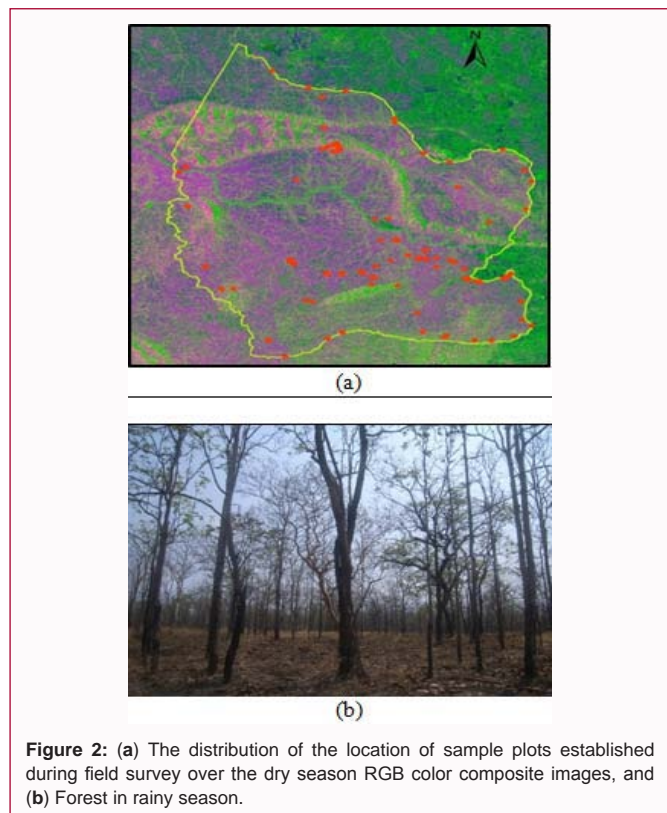 N
(a)
(b)
Figure 2: (a) The distribution of the location of sample plots established
during field survey over the dry season RGB color composite images, and
(b) Forest in rainy season.